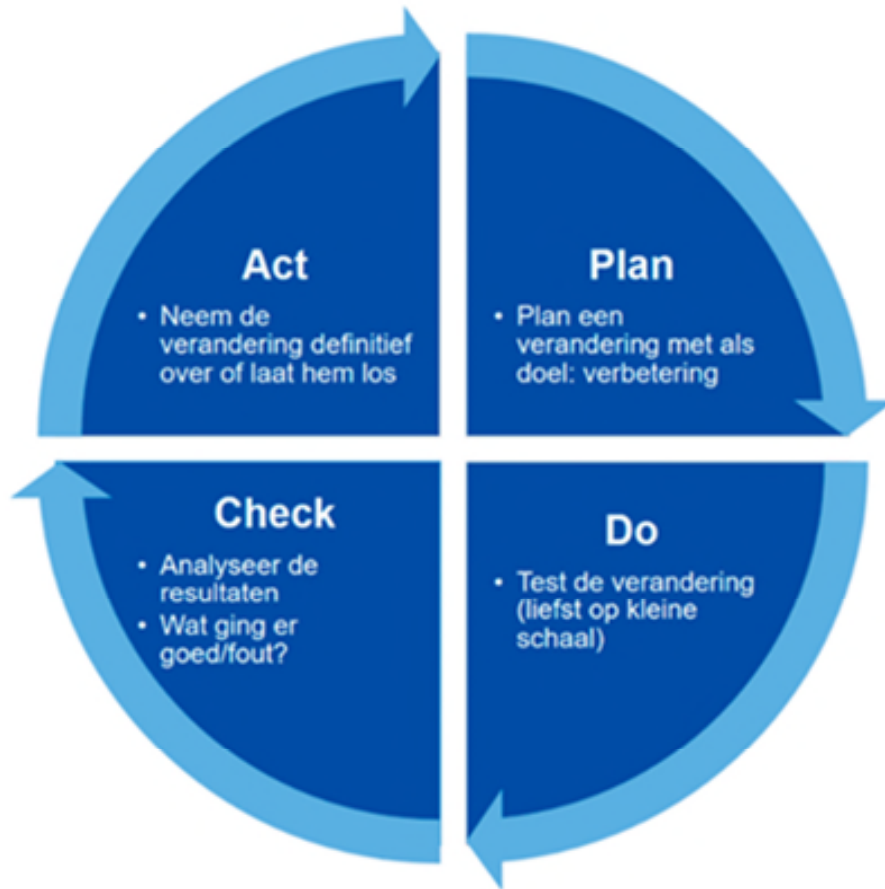 Act
• Neem de
verandering definitief
over of laat hem los
Plan
• Plan een
verandering met als
doel: verbetering
Check
• Analyseer de
resultaten
• Wat ging er
goed/fout?
Do
• Test de verandering
(liefst op kleine
schaal)